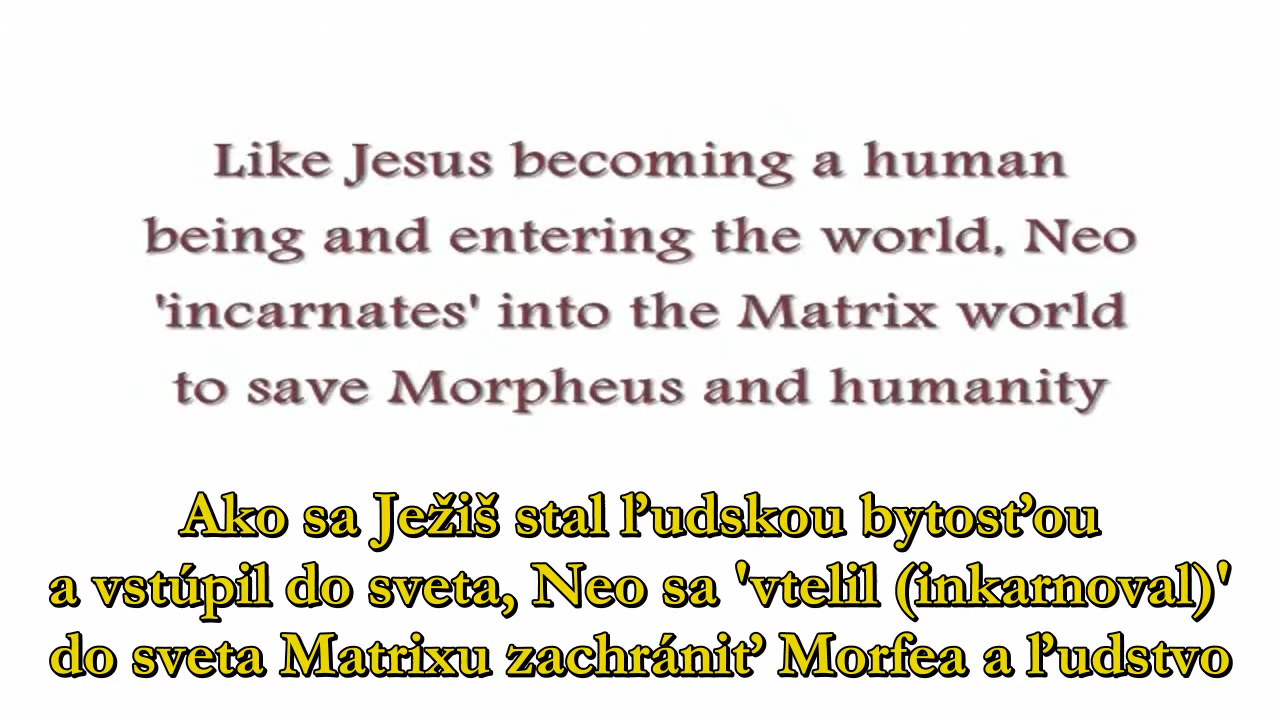 Like Jesus becoming a human
being and entering the world, Neo
'incarnates' into the Matrix world
to save Morpheus and humanity
Ako sa Ježiš stal ľudskou bytosťou
a vstúpil do sveta, Neo sa 'vtelil (inkarnoval)'
do sveta Matrixu zachrániť Morfea a ľudstvo